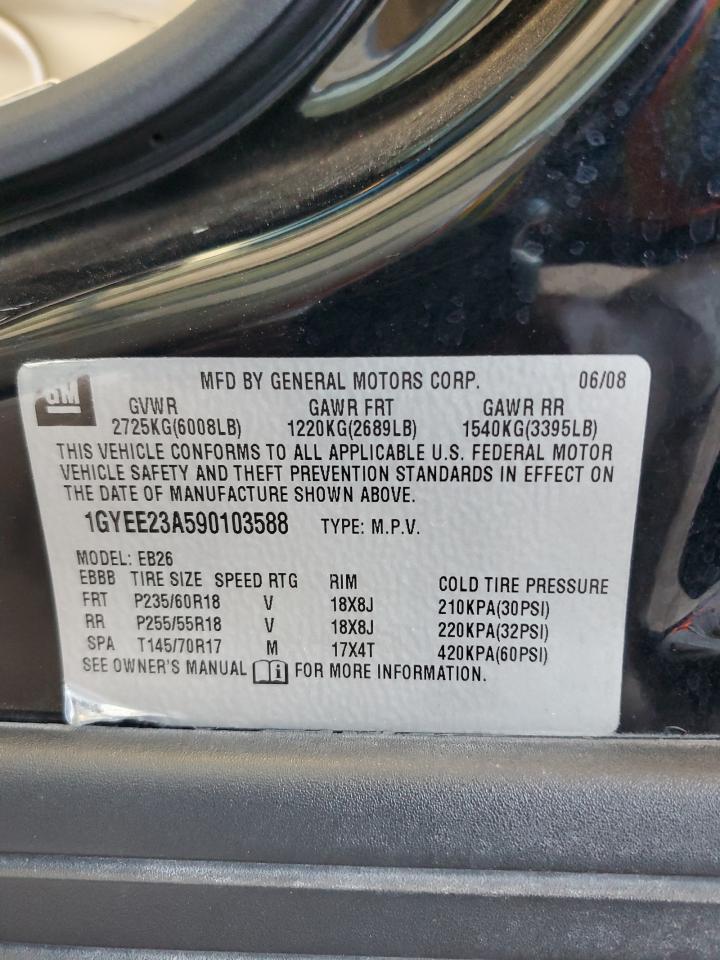 GM
MFD BY GENERAL MOTORS CORP. 06/08
GVWR GAWR FRT GAWR RR
2725KG(6008LB) 1220KG(2689LB) 1540KG(3395LB)
THIS VEHICLE CONFORMS TO ALL APPLICABLE U.S. FEDERAL MOTOR
VEHICLE SAFETY AND THEFT PREVENTION STANDARDS IN EFFECT ON
THE DATE OF MANUFACTURE SHOWN ABOVE.
1GYEE23A590103588 TYPE: M.P.V.
MODEL: EB26
EBBB TIRE SIZE SPEED RTG RIM COLD TIRE PRESSURE
FRT P235/60R18 V 18X8J 210KPA(30PSI)
RR P255/55R18 V 18X8J 220KPA(32PSI)
SPA T145/70R17 M 17X4T 420KPA(60PSI)
SEE OWNER'S MANUAL i FOR MORE INFORMATION.